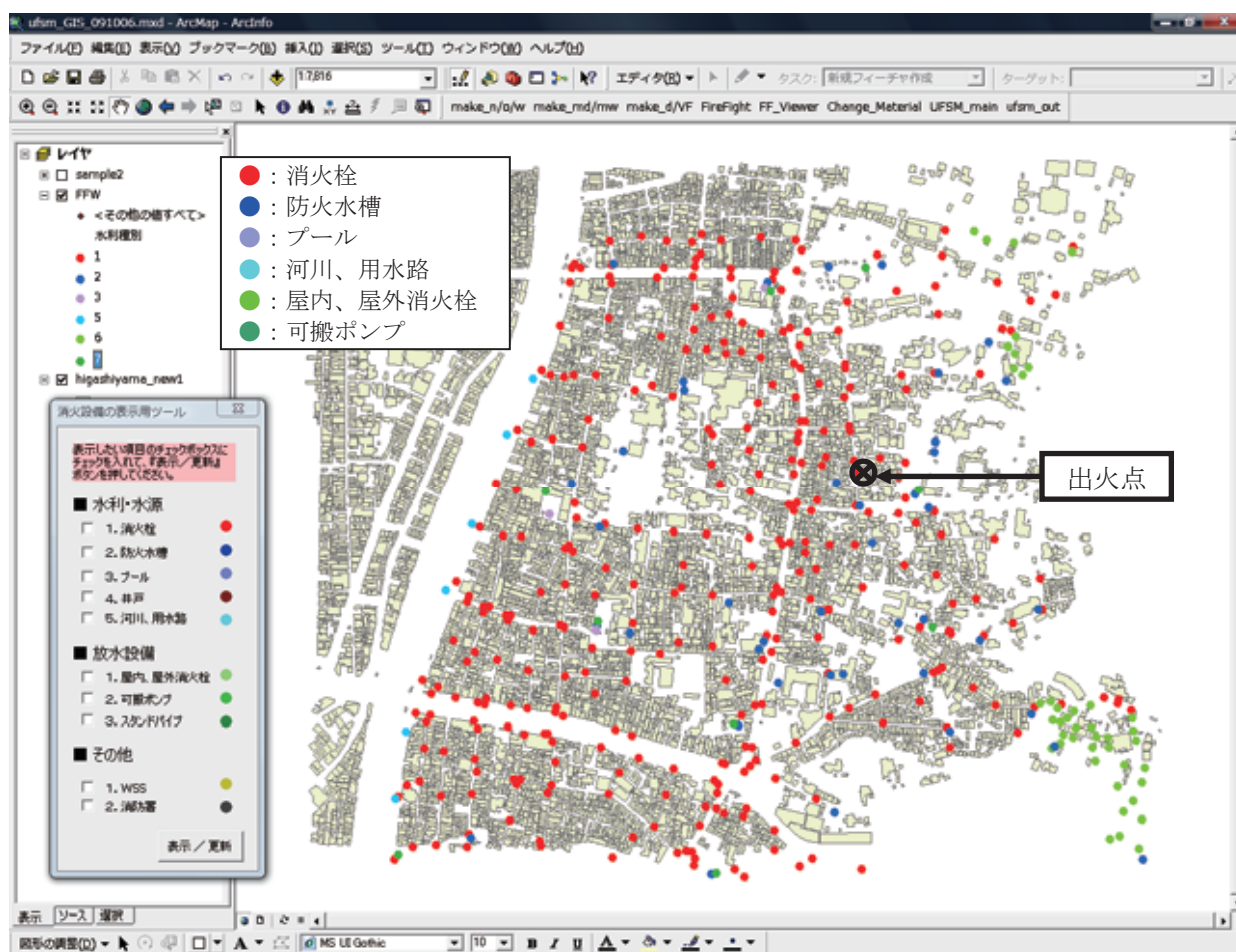 ufsm_GIS_091006.mxd - ArcMap - ArcInfo
ファイル(F) 編集(E) 表示(V) ブックマーク(B) 挿入(I) 選択(S) ツール(T) ウィンドウ(W) ヘルプ(H)
1:7,816
エディタ(R)
タスク: 新規フィーチャ作成
ターゲット:
make_n/o/w make_md/mw make_d/VF FireFight FF_Viewer Change_Material UFSM_main ufsm_out
レイヤ
sample2
FFW
<その他の値すべて>
水利種別
1
2
3
5
6
7
higashiyama_new1
:消火栓
:防火水槽
:プール
:河川、用水路
:屋内、屋外消火栓
:可搬ポンプ
消火設備の表示用ツール
表示したい項目のチェックボックスに
チェックを入れて、『表示/更新』
ボタンを押してください。
■ 水利・水源
1. 消火栓
2. 防火水槽
3. プール
4. 井戸
5. 河川、用水路
■ 放水設備
1. 屋内、屋外消火栓
2. 可搬ポンプ
3. スタンドパイプ
■ その他
1. WSS
2. 消防署
表示/更新
出火点
表示 ソース 選択
図形の調整(D)
A
MS UI Gothic
10
B I U A